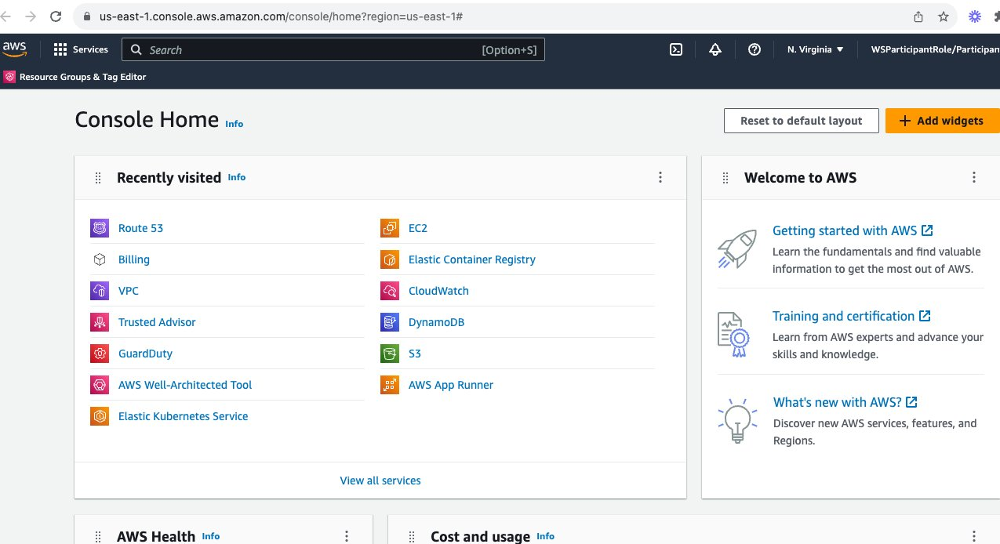 us-east-1.console.aws.amazon.com/console/home?region=us-east-1#
aws
Services
Search
[Option+S]
N. Virginia
WSParticipantRole/Participan
Resource Groups & Tag Editor
Console Home
Info
Reset to default layout
Add widgets
Recently visited
Info
Route 53
Billing
VPC
Trusted Advisor
GuardDuty
AWS Well-Architected Tool
Elastic Kubernetes Service
EC2
Elastic Container Registry
CloudWatch
DynamoDB
S3
AWS App Runner
View all services
Welcome to AWS
Getting started with AWS
Learn the fundamentals and find valuable
information to get the most out of AWS.
Training and certification
Learn from AWS experts and advance your
skills and knowledge.
What's new with AWS?
Discover new AWS services, features, and
Regions.
AWS Health
Info
Cost and usage
Info